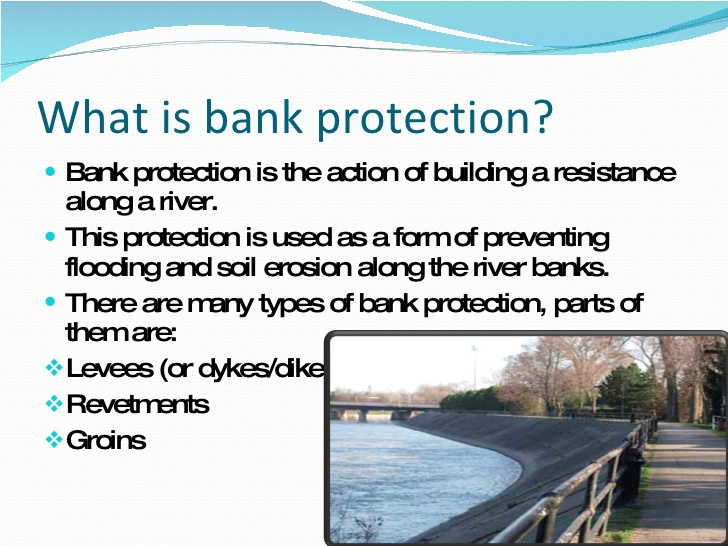 What is bank protection?
• Bank protection is the action of building a resistance
along a river.
• This protection is used as a form of preventing
flooding and soil erosion along the river banks.
• There are many types of bank protection, parts of
them are:
❖Levees (or dykes/dike
❖Revetments
❖Groins